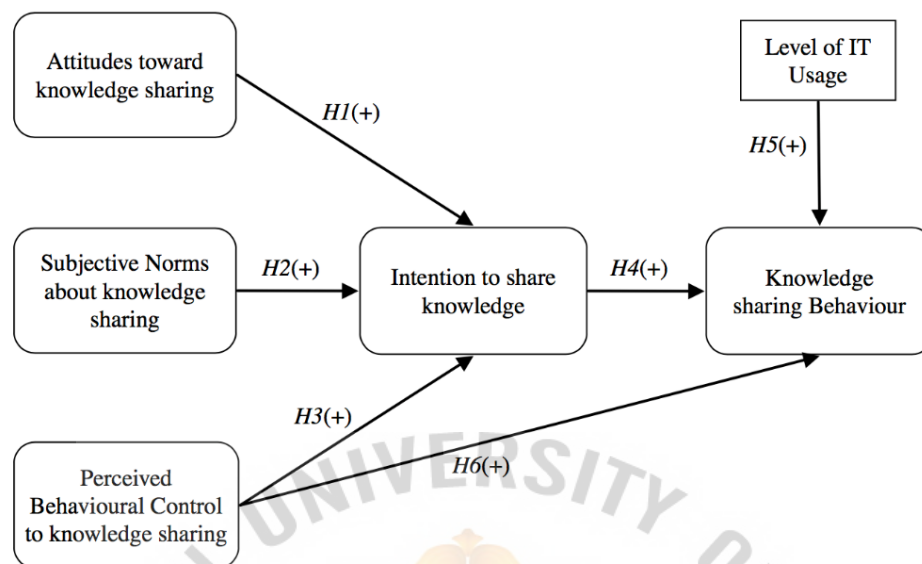 Attitudes toward
knowledge sharing
Level of IT
Usage
H1(+)
H5(+)
Subjective Norms
about knowledge
sharing
H2(+)
Intention to share
knowledge
H4(+)
Knowledge
sharing Behaviour
H3(+)
H6(+)
Perceived
Behavioural Control
to knowledge sharing
UNIVERSITY O